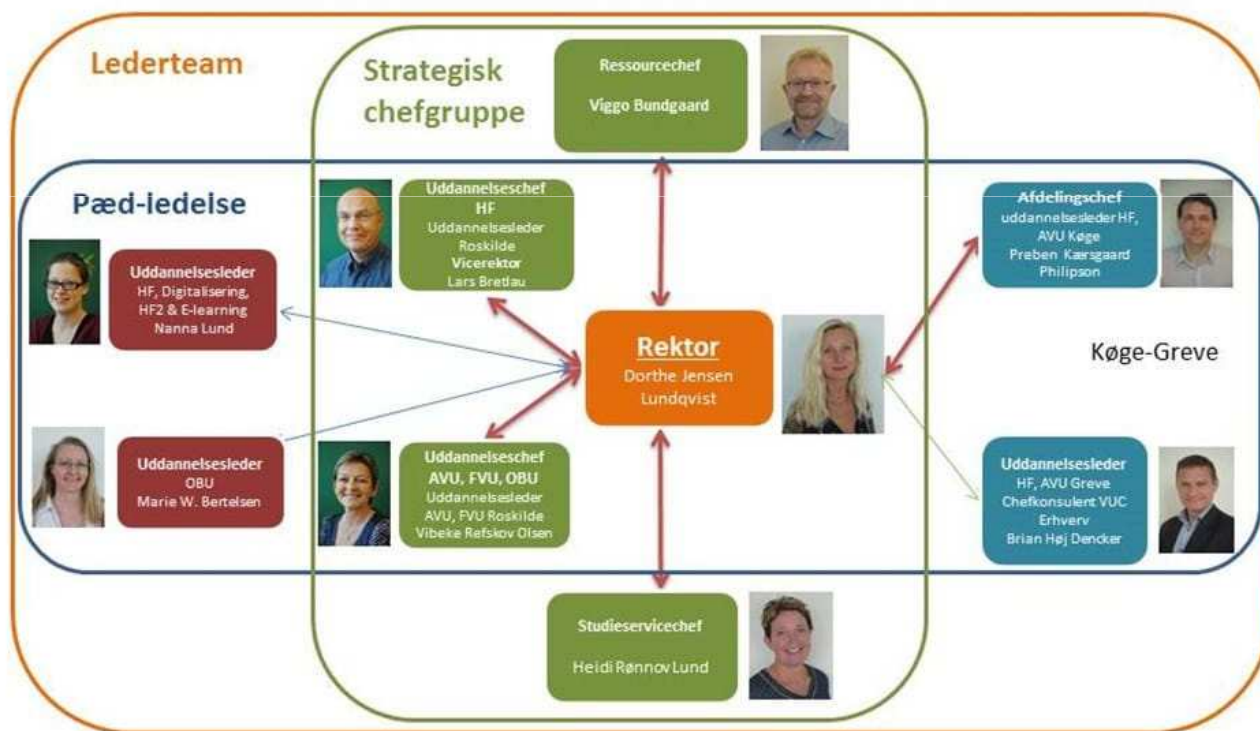 Lederteam
Strategisk
chefgruppe
Ressourcechef
Viggo Bundgaard
Pæd-ledelse
Uddannelseschef
HF
Uddannelsesleder
Roskilde
Vicerektor
Lars Bretlau
Afdelingschef
uddannelsesleder HF,
AVU Køge
Preben Kærsgaard
Philipson
Uddannelsesleder
HF, Digitalisering,
HF2 & E-learning
Nanna Lund
Rektor
Dorthe Jensen
Lundqvist
Køge-Greve
Uddannelsesleder
OBU
Marie W. Bertelsen
Uddannelseschef
AVU, FVU, OBU
Uddannelsesleder
AVU, FVU Roskilde
Vibeke Refskov Olsen
Uddannelsesleder
HF, AVU Greve
Chefkonsulent VUC
Erhverv
Brian Høj Dencker
Studieservicechef
Heidi Rønnov Lund